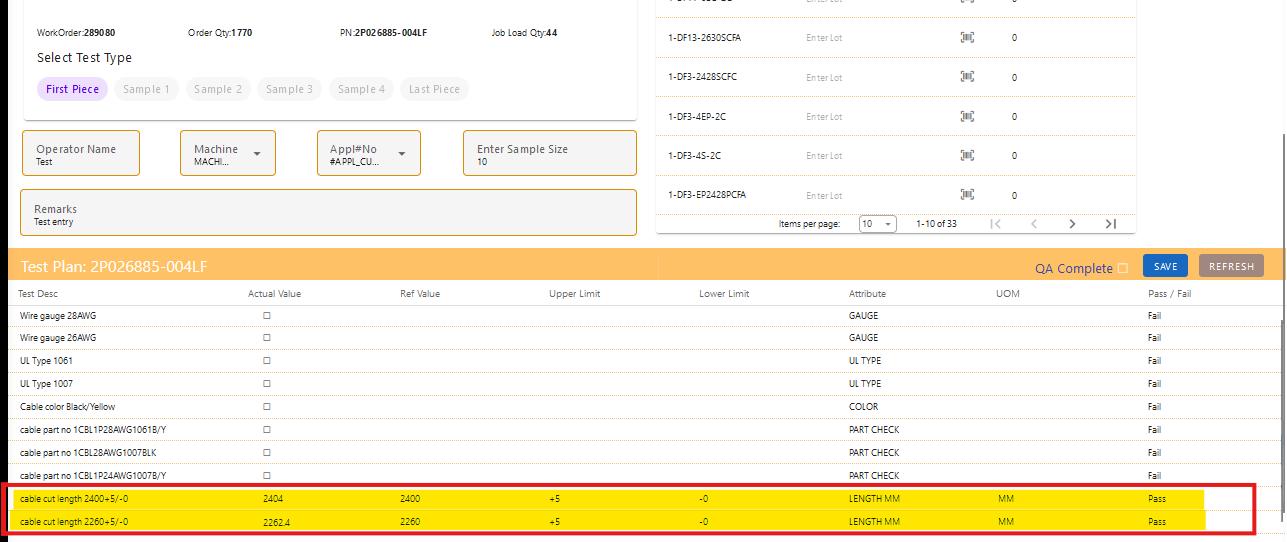 WorkOrder:289080 Order Qty:1770 PN:2P026885-004LF Job Load Qty:44
Select Test Type
First Piece Sample 1 Sample 2 Sample 3 Sample 4 Last Piece
Operator Name
Test
Machine
MACHI...
Appl#No
#APPL_CU...
Enter Sample Size
10
Remarks
Test entry
1-DF13-2630SCFA Enter Lot 0
1-DF3-2428SCFC Enter Lot 0
1-DF3-4EP-2C Enter Lot 0
1-DF3-4S-2C Enter Lot 0
1-DF3-EP2428PCFA Enter Lot 0
Items per page: 10 1-10 of 33
Test Plan: 2P026885-004LF QA Complete SAVE REFRESH
Test Desc Actual Value Ref Value Upper Limit Lower Limit Attribute UOM Pass / Fail
Wire gauge 28AWG GAUGE Fail
Wire gauge 26AWG GAUGE Fail
UL Type 1061 UL TYPE Fail
UL Type 1007 UL TYPE Fail
Cable color Black/Yellow COLOR Fail
cable part no 1CBL1P28AWG1061B/Y PART CHECK Fail
cable part no 1CBL28AWG1007BLK PART CHECK Fail
cable part no 1CBL1P24AWG1007B/Y PART CHECK Fail
cable cut length 2400+5/-0 2404 2400 +5 -0 LENGTH MM MM Pass
cable cut length 2260+5/-0 2262.4 2260 +5 -0 LENGTH MM MM Pass